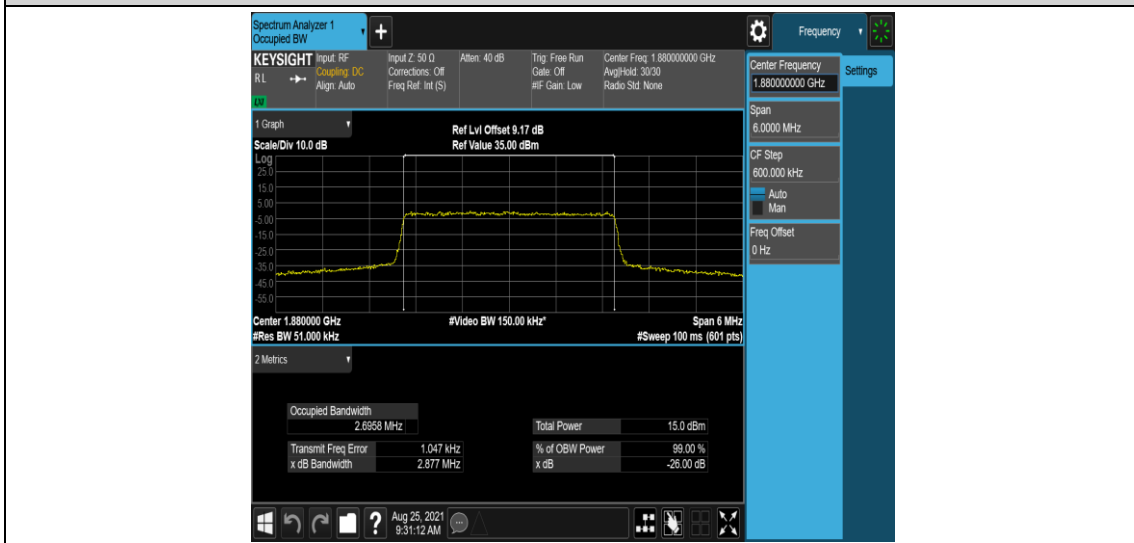 Spectrum Analyzer 1
Occupied BW
+
Frequency
KEYSIGHT
RL
LXI
Input: RF
Coupling: DC
Align: Auto
Input Z: 50 Ω
Corrections: Off
Freq Ref: Int (S)
Atten: 40 dB
Trig: Free Run
Gate: Off
#IF Gain: Low
Center Freq: 1.880000000 GHz
Avg|Hold: 30/30
Radio Std: None
Center Frequency
1.880000000 GHz
Settings
Span
6.0000 MHz
CF Step
600.000 kHz
Auto
Man
Freq Offset
0 Hz
1 Graph
Scale/Div 10.0 dB
Ref Lvl Offset 9.17 dB
Ref Value 35.00 dBm
Log
25.0
15.0
5.00
-5.00
-15.0
-25.0
-35.0
-45.0
-55.0
Center 1.880000 GHz
#Res BW 51.000 kHz
#Video BW 150.00 kHz*
Span 6 MHz
#Sweep 100 ms (601 pts)
2 Metrics
Occupied Bandwidth
2.6958 MHz
Total Power 15.0 dBm
Transmit Freq Error 1.047 kHz
% of OBW Power 99.00 %
x dB Bandwidth 2.877 MHz
x dB -26.00 dB
?
Aug 25, 2021
9:31:12 AM